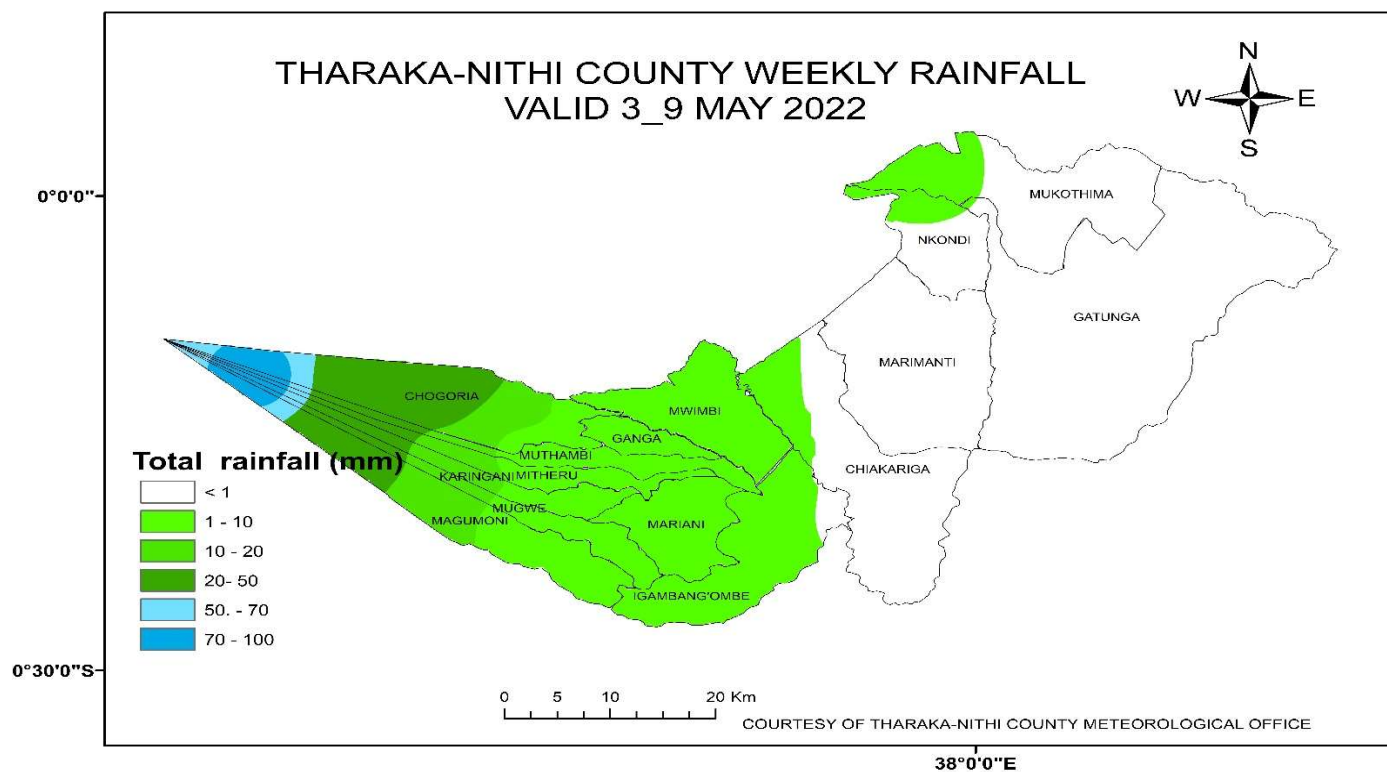 THARAKA-NITHI COUNTY WEEKLY RAINFALL
VALID 3_9 MAY 2022
N
W E
S
0°0'0"
MUKOTHIMA
NKONDI
GATUNGA
MARIMANTI
CHOGORIA
MWIMBI
GANGA
MUTHAMBI
CHIAKARIGA
KARINGANI MITHERU
MUGWE
MAGUMONI
MARIANI
IGAMBANG'OMBE
Total rainfall (mm)
< 1
1 - 10
10 - 20
20- 50
50. - 70
70 - 100
0°30'0"S
0 5 10 20 Km
COURTESY OF THARAKA-NITHI COUNTY METEOROLOGICAL OFFICE
38°0'0"E